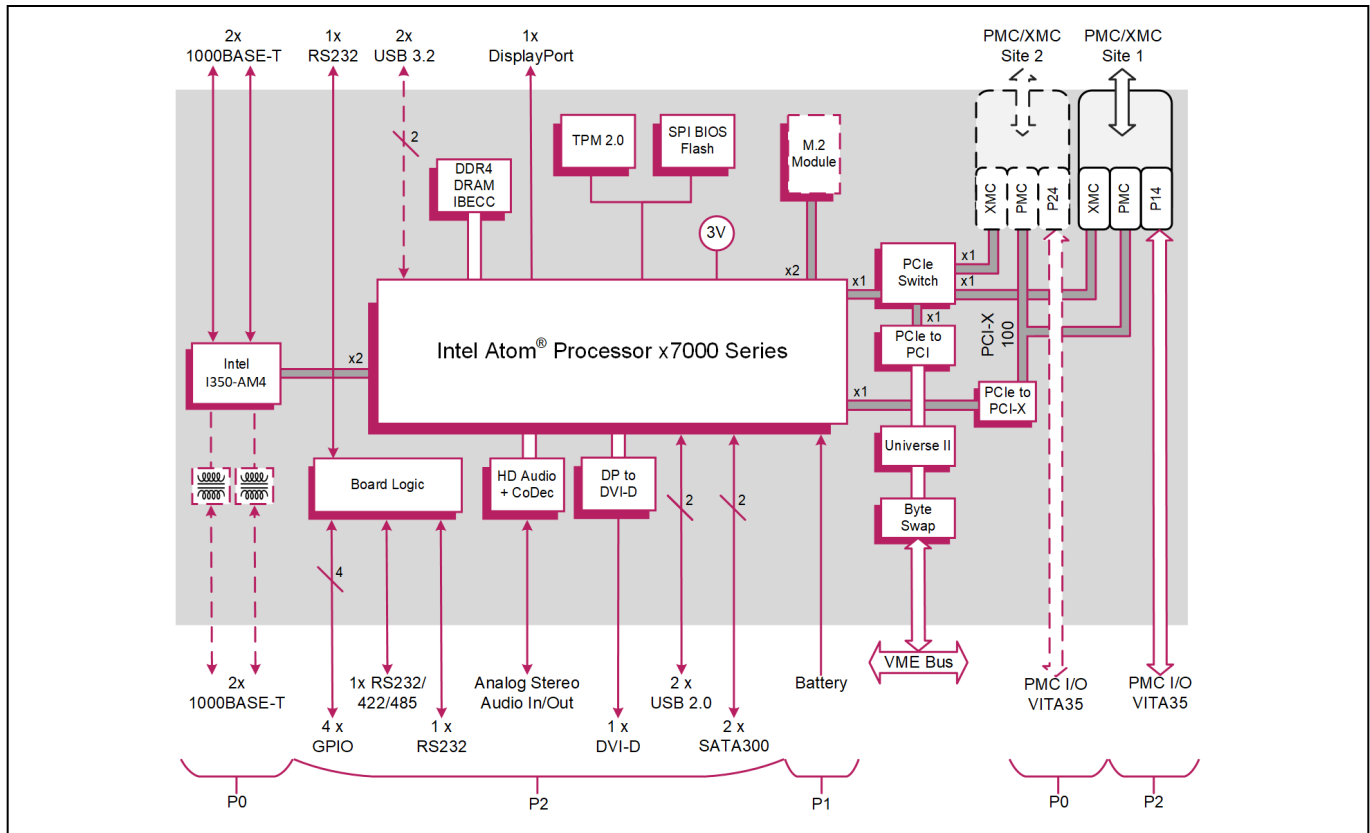 2x
1000BASE-T
1x
RS232
2x
USB 3.2
1x
DisplayPort
PMC/XMC
Site 2
PMC/XMC
Site 1
2
DDR4
DRAM
IBECC
TPM 2.0
SPI BIOS
Flash
M.2
Module
3V
XMC
PMC
P24
XMC
PMC
P14
x2
x1
PCIe
Switch
x1
x1
x1
PCIe to
PCI
PCI-X
100
Intel Atom® Processor x7000 Series
Intel
I350-AM4
x2
x1
PCIe to
PCI-X
Universe II
Byte
Swap
Board Logic
HD Audio
+ CoDec
DP to
DVI-D
2
2
4
VME Bus
2x
1000BASE-T
4 x
GPIO
1x RS232/
422/485
1 x
RS232
Analog Stereo
Audio In/Out
1 x
DVI-D
2 x
USB 2.0
2 x
SATA300
Battery
PMC I/O
VITA35
PMC I/O
VITA35
P0
P2
P1
P0
P2